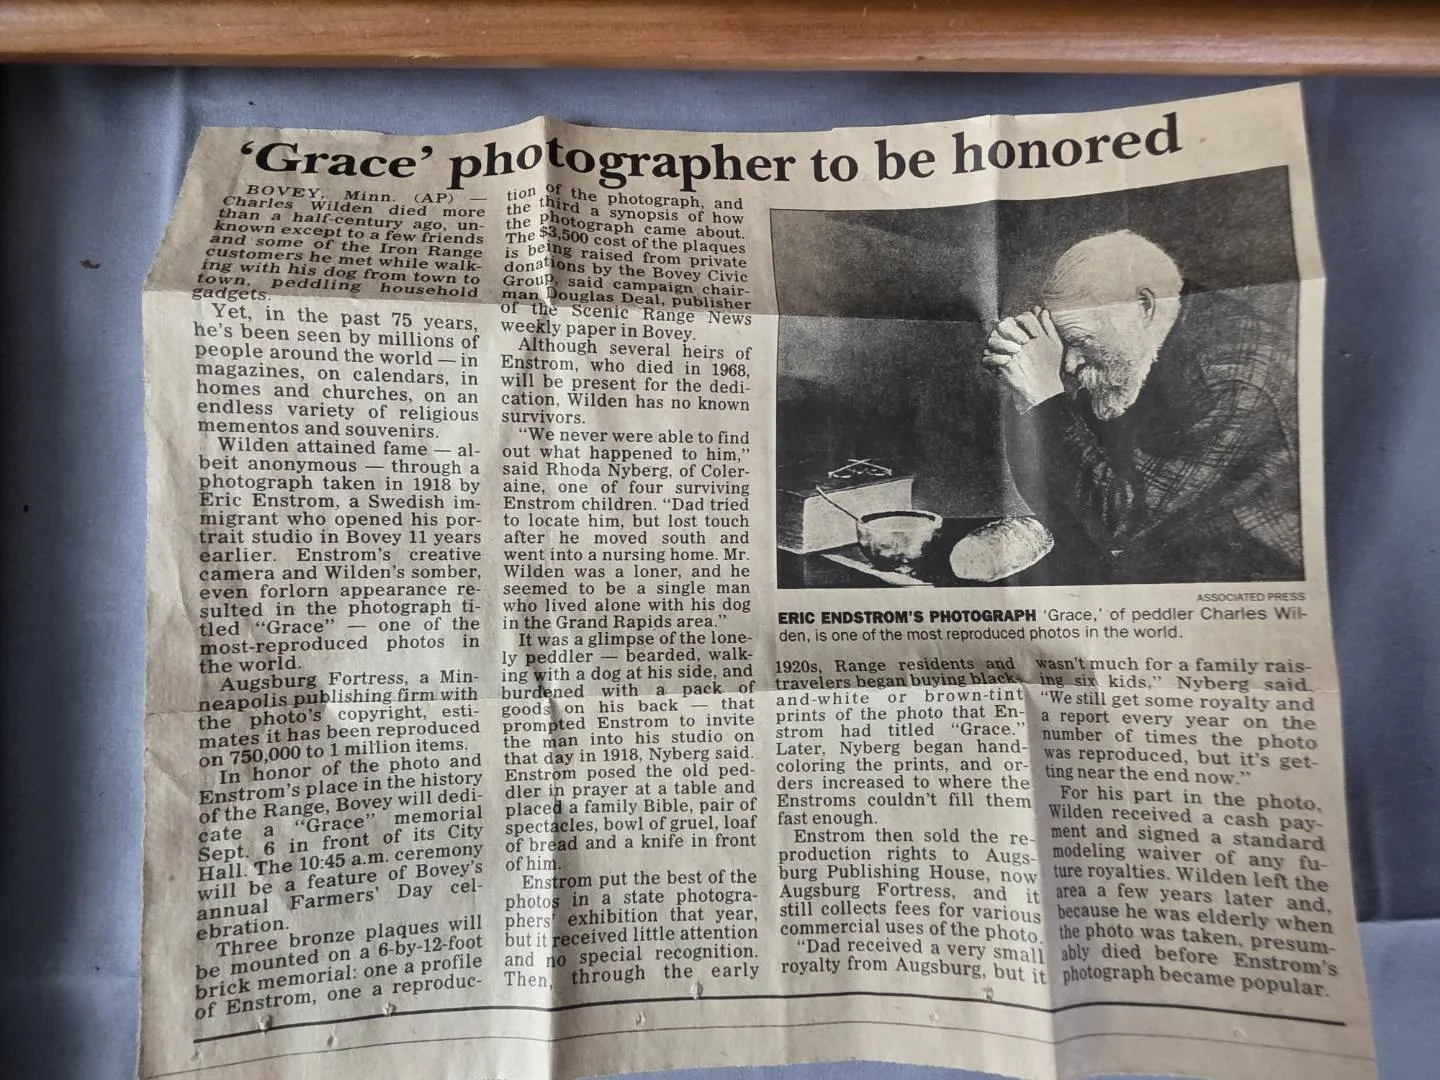 ‘Grace’ photographer to be honored
BOVEY, Minn. (AP) —
Charles Wilden died more
than a half-century ago, un-
known except to a few friends
and some of the Iron Range
customers he met while walk-
ing with his dog from town to
town, peddling household
gadgets.
Yet, in the past 75 years,
he's been seen by millions of
people around the world — in
magazines, on calendars, in
homes and churches, on an
endless variety of religious
mementos and souvenirs.
Wilden attained fame — al-
beit anonymous — through a
photograph taken in 1918 by
Eric Enstrom, a Swedish im-
migrant who opened his por-
trait studio in Bovey 11 years
earlier. Enstrom's creative
camera and Wilden's somber,
even forlorn appearance re-
sulted in the photograph ti-
tled “Grace” — one of the
most-reproduced photos in
the world.
Augsburg Fortress, a Min-
neapolis publishing firm with
the photo's copyright, esti-
mates it has been reproduced
on 750,000 to 1 million items.
In honor of the photo and
Enstrom's place in the history
of the Range, Bovey will dedi-
cate a “Grace” memorial
Sept. 6 in front of its City
Hall. The 10:45 a.m. ceremony
will be a feature of Bovey's
annual Farmers' Day cel-
ebration.
Three bronze plaques will
be mounted on a 6-by-12-foot
brick memorial: one a profile
of Enstrom, one a reproduc-
tion of the photograph, and
the third a synopsis of how
the photograph came about.
The $3,500 cost of the plaques
is being raised from private
donations by the Bovey Civic
Group, said campaign chair-
man Douglas Deal, publisher
of the Scenic Range News
weekly paper in Bovey.
Although several heirs of
Enstrom, who died in 1968,
will be present for the dedi-
cation, Wilden has no known
survivors.
“We never were able to find
out what happened to him,”
said Rhoda Nyberg, of Coler-
aine, one of four surviving
Enstrom children. “Dad tried
to locate him, but lost touch
after he moved south and
went into a nursing home. Mr.
Wilden was a loner, and he
seemed to be a single man
who lived alone with his dog
in the Grand Rapids area.”
It was a glimpse of the lone-
ly peddler — bearded, walk-
ing with a dog at his side, and
burdened with a pack of
goods on his back — that
prompted Enstrom to invite
the man into his studio on
that day in 1918, Nyberg said.
Enstrom posed the old ped-
dler in prayer at a table and
placed a family Bible, pair of
spectacles, bowl of gruel, loaf
of bread and a knife in front
of him.
Enstrom put the best of the
photos in a state photogra-
phers' exhibition that year,
but it received little attention
and no special recognition.
Then, through the early
ASSOCIATED PRESS
ERIC ENDSTROM'S PHOTOGRAPH ‘Grace,’ of peddler Charles Wil-
den, is one of the most reproduced photos in the world.
1920s, Range residents and
travelers began buying black-
and-white or brown-tint
prints of the photo that En-
strom had titled “Grace.”
Later, Nyberg began hand-
coloring the prints, and or-
ders increased to where the
Enstroms couldn't fill them
fast enough.
Enstrom then sold the re-
production rights to Augs-
burg Publishing House, now
Augsburg Fortress, and it
still collects fees for various
commercial uses of the photo.
“Dad received a very small
royalty from Augsburg, but it
wasn't much for a family rais-
ing six kids,” Nyberg said.
“We still get some royalty and
a report every year on the
number of times the photo
was reproduced, but it's get-
ting near the end now.”
For his part in the photo,
Wilden received a cash pay-
ment and signed a standard
modeling waiver of any fu-
ture royalties. Wilden left the
area a few years later and,
because he was elderly when
the photo was taken, presum-
ably died before Enstrom's
photograph became popular.